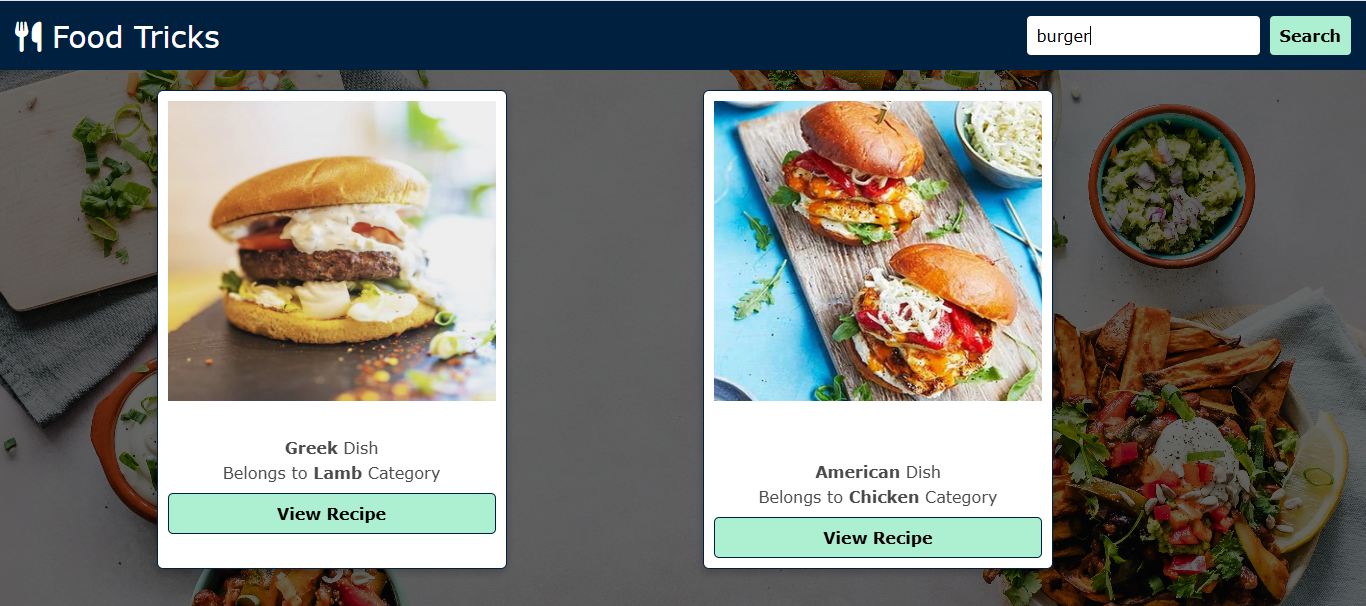 Food Tricks
burger
Search
Greek Dish
Belongs to Lamb Category
View Recipe
American Dish
Belongs to Chicken Category
View Recipe